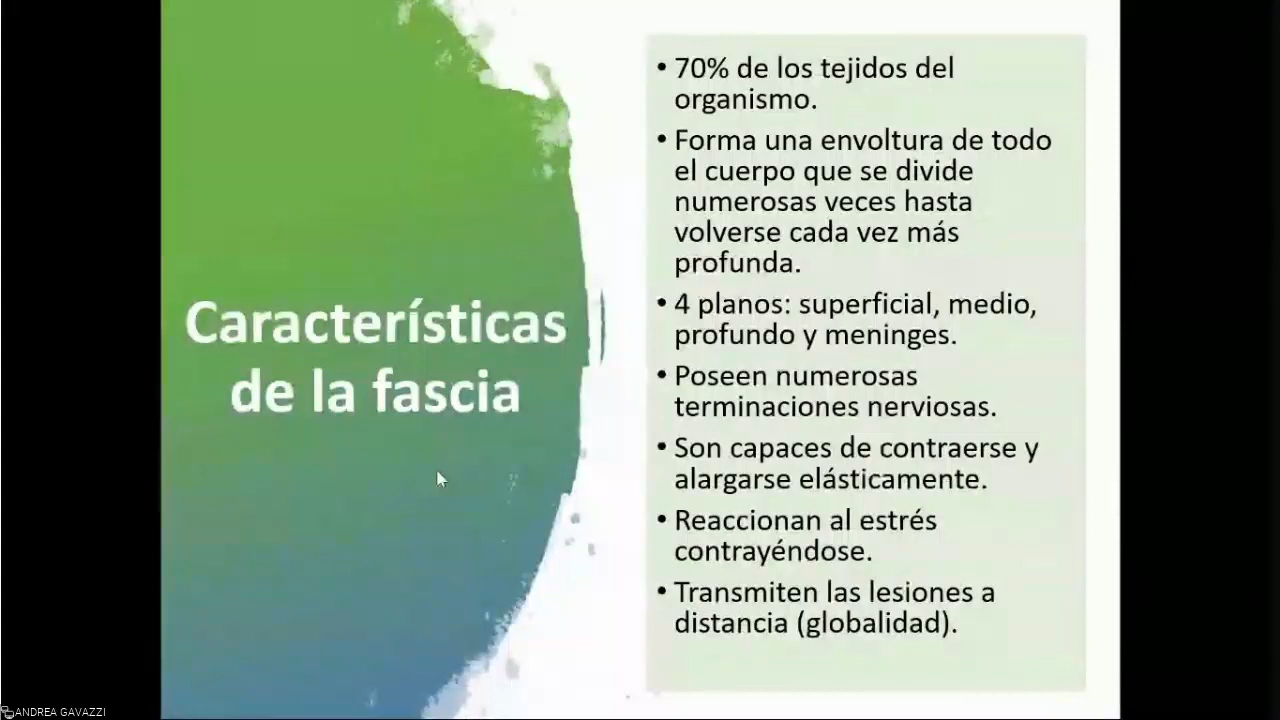 Características
de la fascia
• 70% de los tejidos del
organismo.
• Forma una envoltura de todo
el cuerpo que se divide
numerosas veces hasta
volverse cada vez más
profunda.
• 4 planos: superficial, medio,
profundo y meninges.
• Poseen numerosas
terminaciones nerviosas.
• Son capaces de contraerse y
alargarse elásticamente.
• Reaccionan al estrés
contrayéndose.
• Transmiten las lesiones a
distancia (globalidad).
ANDREA GAVAZZI